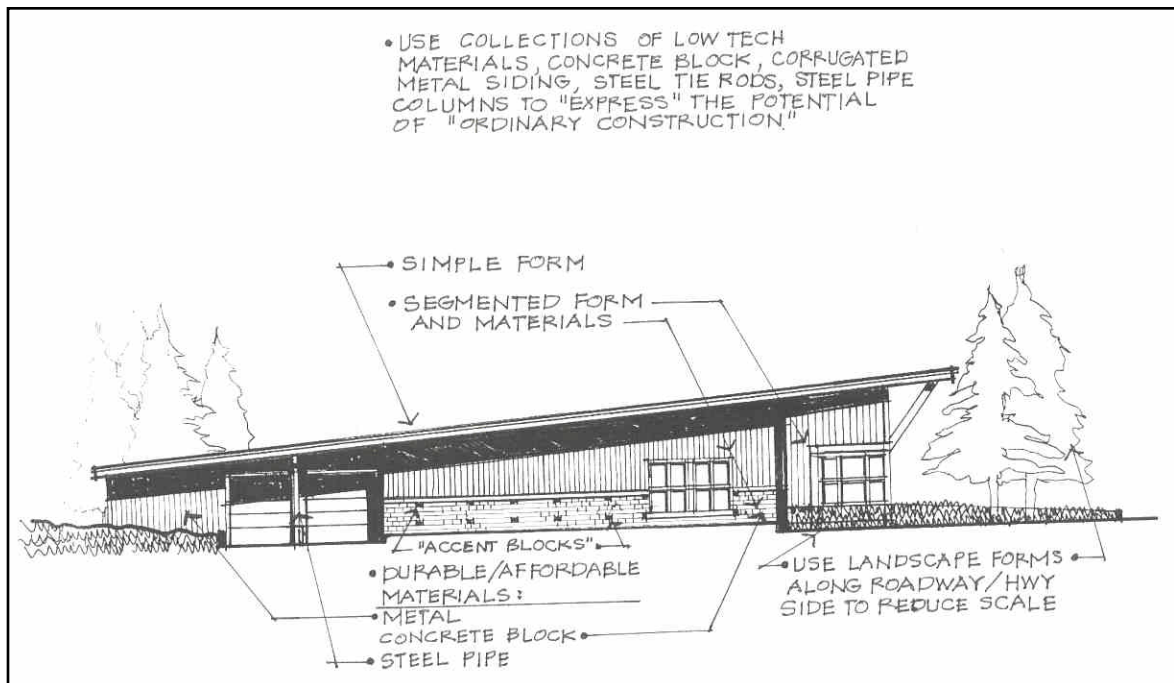 • USE COLLECTIONS OF LOW TECH
MATERIALS, CONCRETE BLOCK, CORRUGATED
METAL SIDING, STEEL TIE RODS, STEEL PIPE
COLUMNS TO "EXPRESS" THE POTENTIAL
OF "ORDINARY CONSTRUCTION."
• SIMPLE FORM
• SEGMENTED FORM
AND MATERIALS
"ACCENT BLOCKS"
• DURABLE/AFFORDABLE
MATERIALS:
• METAL
CONCRETE BLOCK •
• STEEL PIPE
• USE LANDSCAPE FORMS
ALONG ROADWAY/HWY
SIDE TO REDUCE SCALE